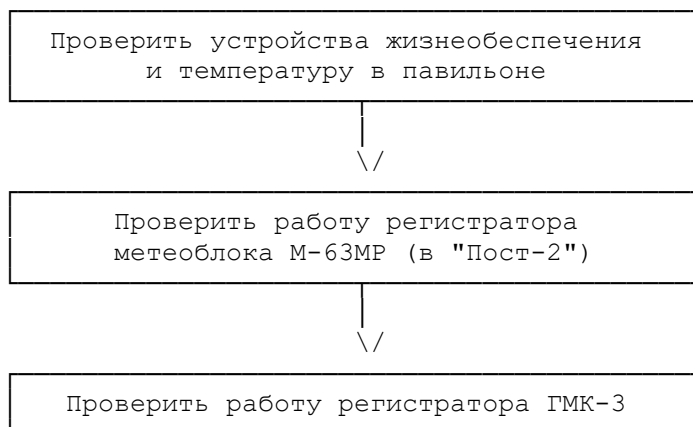 Проверить устройства жизнеобеспечения
и температуру в павильоне
Проверить работу регистратора
метеоблока М-63МР (в "Пост-2")
Проверить работу регистратора ГМК-3